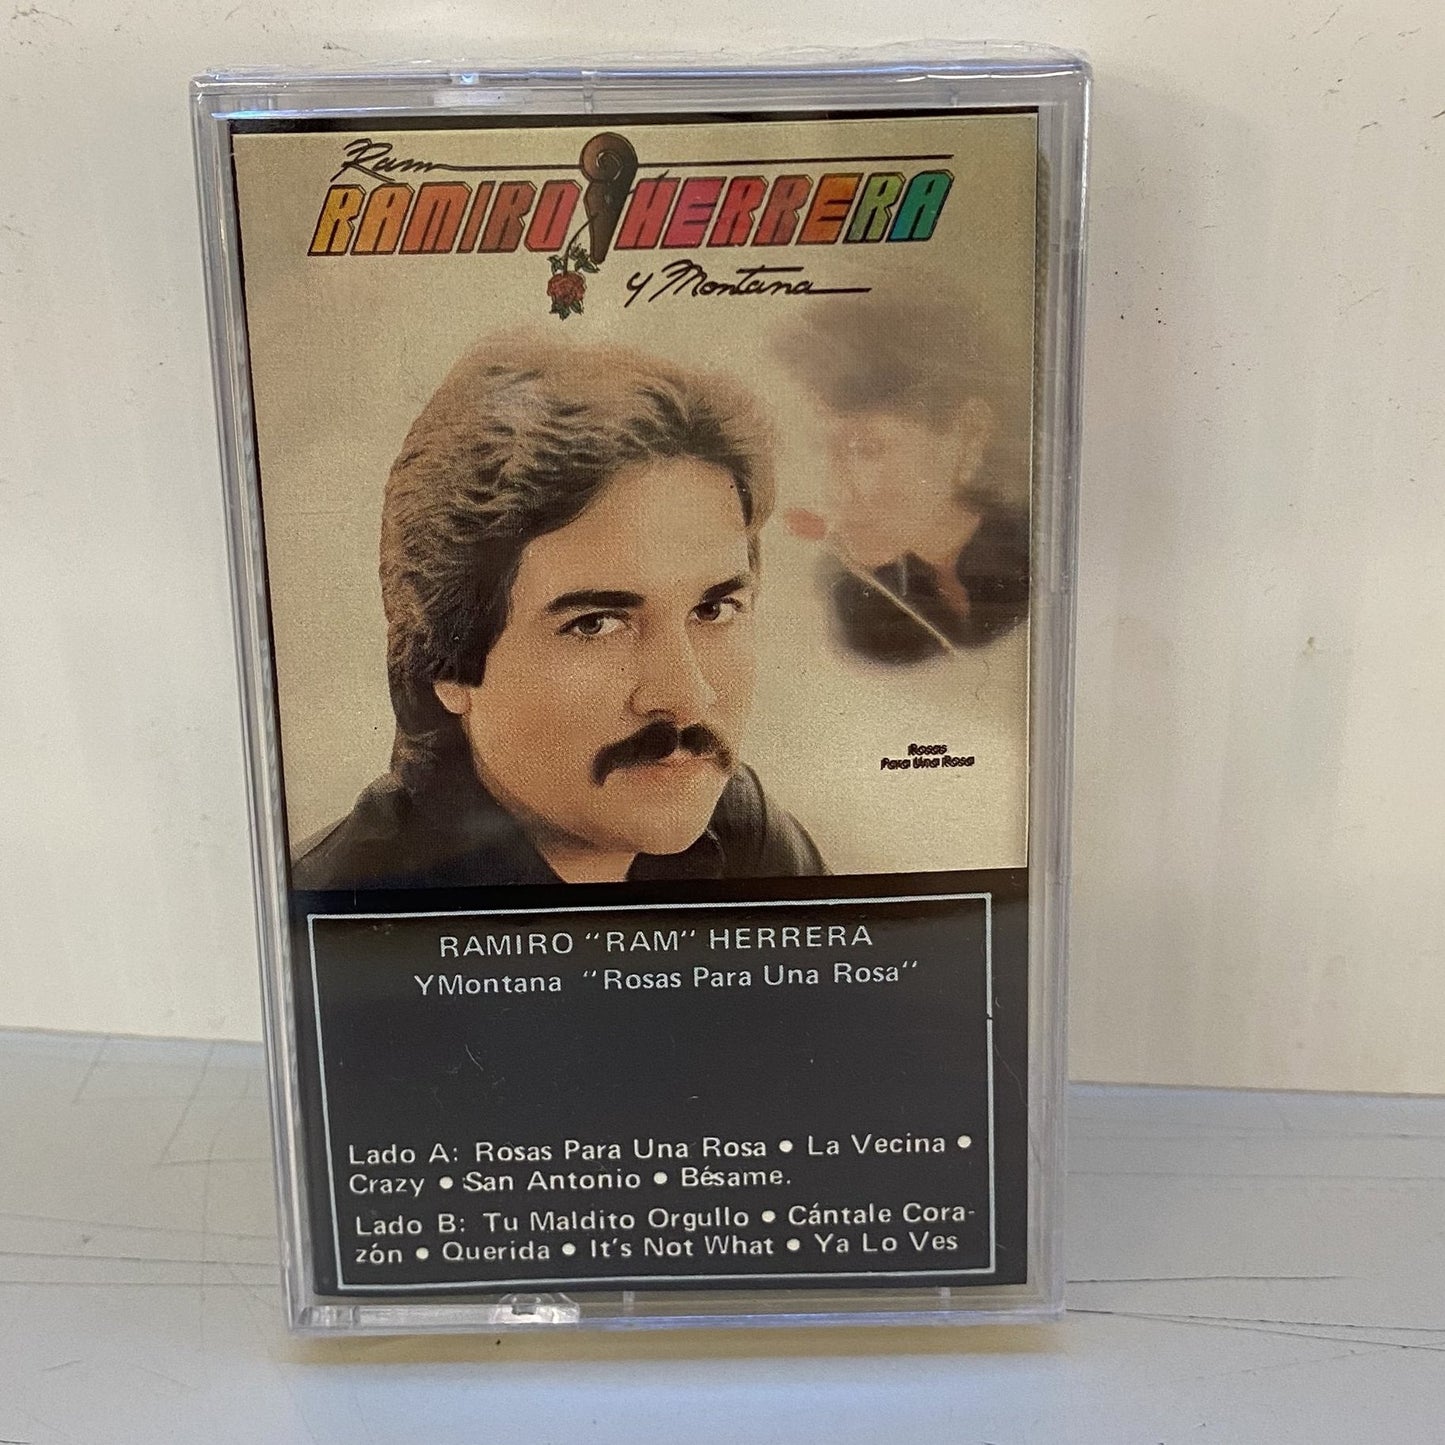 Ram
RAMIRO HERRERA
y Montana
Rosas
Para Una Rosa
RAMIRO "RAM" HERRERA
YMontana "Rosas Para Una Rosa"
Lado A: Rosas Para Una Rosa • La Vecina •
Crazy • San Antonio • Bésame.
Lado B: Tu Maldito Orgullo • Cántale Cora-
zón • Querida • It's Not What • Ya Lo Ves